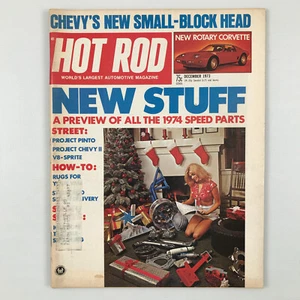 CHEVY'S NEW SMALL-BLOCK HEAD
HOT ROD
NEW ROTARY CORVETTE
WORLD'S LARGEST AUTOMOTIVE MAGAZINE
75¢
DECEMBER 1973
NEW STUFF
A PREVIEW OF ALL THE 1974 SPEED PARTS
STREET:
PROJECT PINTO
PROJECT CHEVY II
V8-SPRITE
HOW-TO:
RUGS FOR